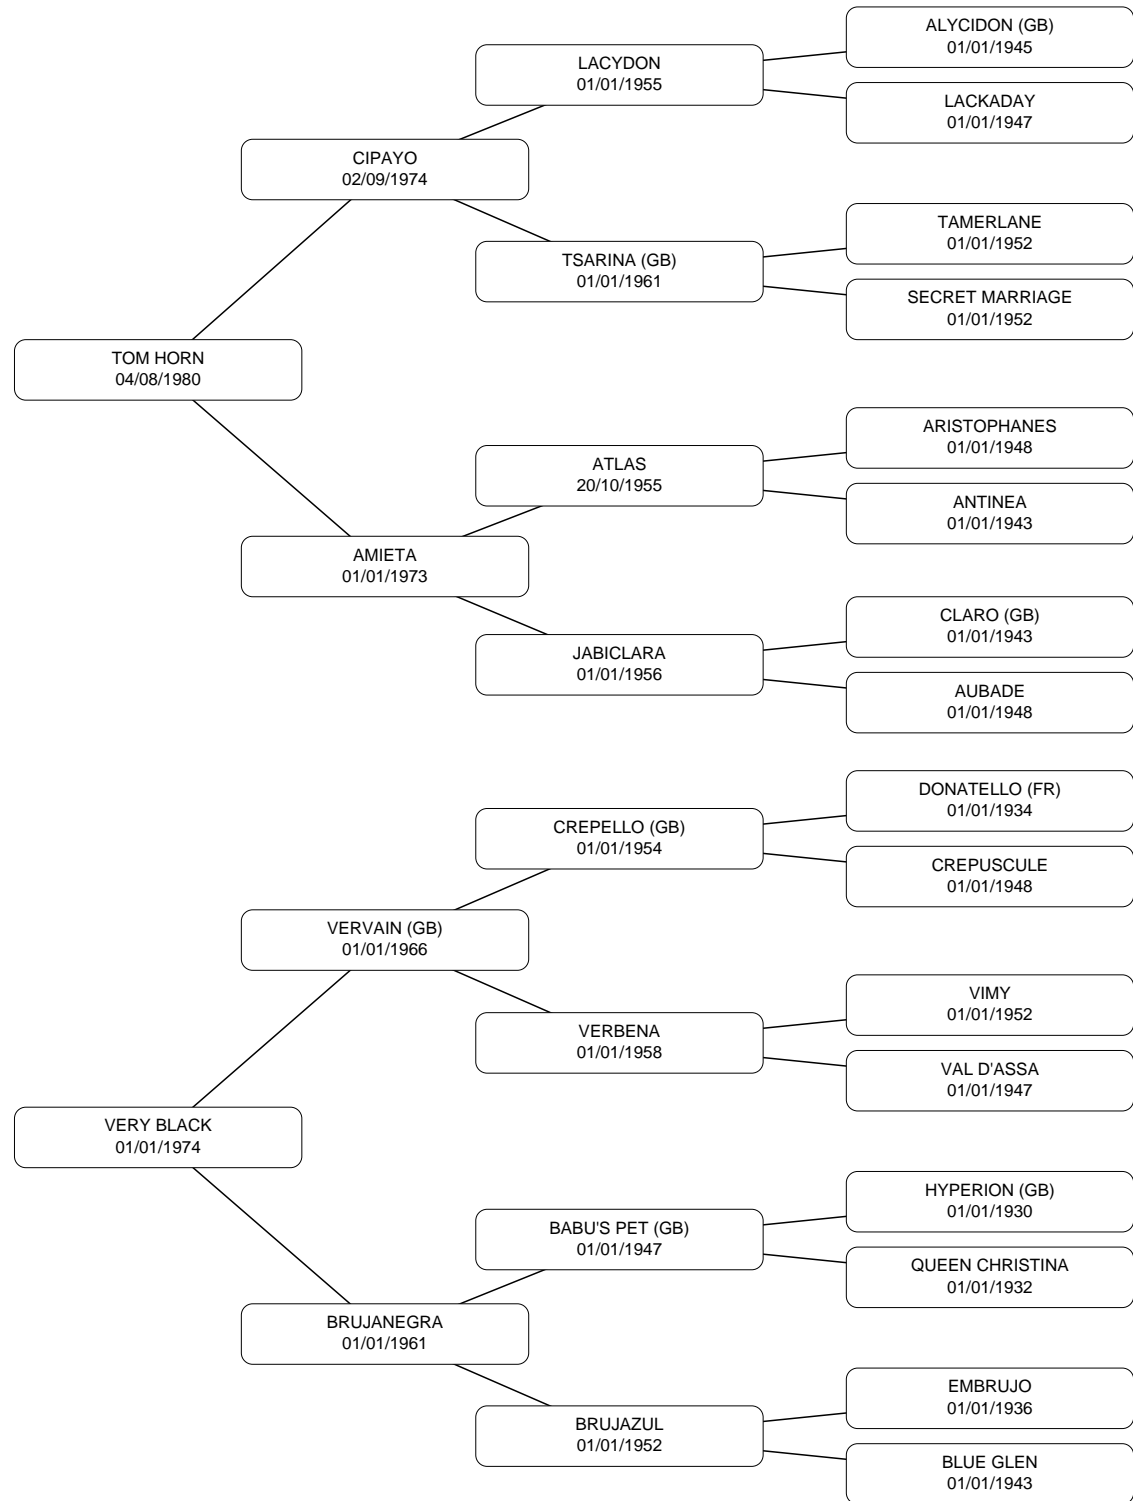 ALYCIDON (GB)
01/01/1945
LACYDON
01/01/1955
LACKADAY
01/01/1947
CIPAYO
02/09/1974
TAMERLANE
01/01/1952
TSARINA (GB)
01/01/1961
SECRET MARRIAGE
01/01/1952
TOM HORN
04/08/1980
ARISTOPHANES
01/01/1948
ATLAS
20/10/1955
ANTINEA
01/01/1943
AMIETA
01/01/1973
CLARO (GB)
01/01/1943
JABICLARA
01/01/1956
AUBADE
01/01/1948
DONATELLO (FR)
01/01/1934
CREPELLO (GB)
01/01/1954
CREPUSCULE
01/01/1948
VERVAIN (GB)
01/01/1966
VIMY
01/01/1952
VERBENA
01/01/1958
VAL D'ASSA
01/01/1947
VERY BLACK
01/01/1974
HYPERION (GB)
01/01/1930
BABU'S PET (GB)
01/01/1947
QUEEN CHRISTINA
01/01/1932
BRUJANEGRA
01/01/1961
EMBRUJO
01/01/1936
BRUJAZUL
01/01/1952
BLUE GLEN
01/01/1943